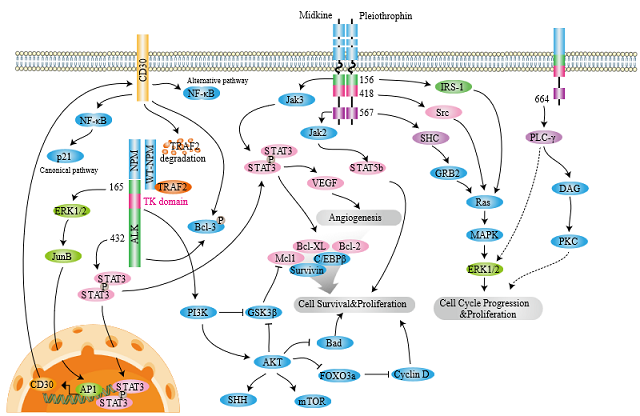 Midkine
Pleiothrophin
CD30
Alternative pathway
NF-κB
NF-κB
p21
Canonical pathway
TRAF2
degradation
NPM
WT-NPM
TRAF2
TK domain
ALK
165
ERK1/2
JunB
432
STAT3
P
STAT3
Bcl-3
P
156
418
567
Jak3
Jak2
STAT3
P
STAT3
STAT5b
VEGF
Angiogenesis
IRS-1
Src
SHC
GRB2
Ras
MAPK
ERK1/2
664
PLC-γ
DAG
PKC
Cell Cycle Progression
&Proliferation
Bcl-XL
Bcl-2
Mcl1
C/EBPβ
Survivin
Cell Survival&Proliferation
PI3K
GSK3β
Bad
AKT
FOXO3a
Cyclin D
SHH
mTOR
CD30
AP1
STAT3
P
STAT3